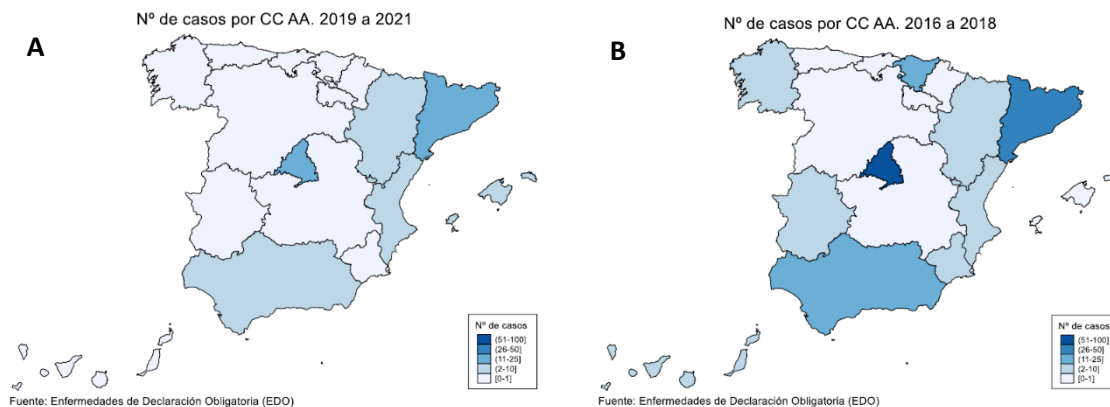 Nº de casos por CC AA. 2019 a 2021
A
Nº de casos
(51-100]
(26-50]
(11-25]
(2-10]
[0-1]
Fuente: Enfermedades de Declaración Obligatoria (EDO)
Nº de casos por CC AA. 2016 a 2018
B
Nº de casos
(51-100]
(26-50]
(11-25]
(2-10]
[0-1]
Fuente: Enfermedades de Declaración Obligatoria (EDO)